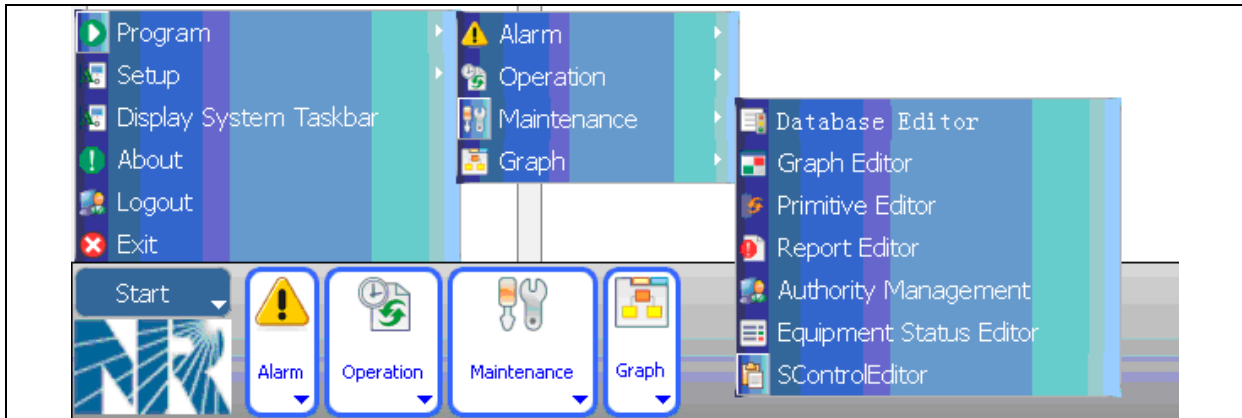 Program
Setup
Display System Taskbar
About
Logout
Exit
Alarm
Operation
Maintenance
Graph
Database Editor
Graph Editor
Primitive Editor
Report Editor
Authority Management
Equipment Status Editor
SControlEditor
Start
NR
Alarm
Operation
Maintenance
Graph